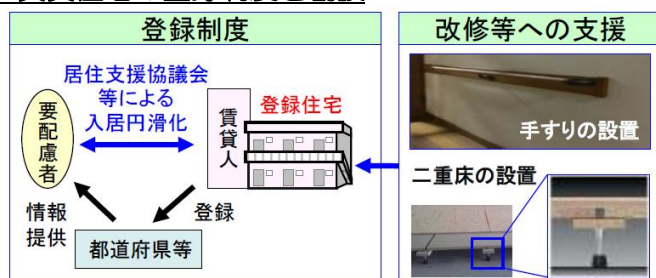 登録制度
居住支援協議会
等による
入居円滑化
要配慮者
賃貸人
登録住宅
情報
提供
登録
都道府県等
改修等への支援
手すりの設置
二重床の設置